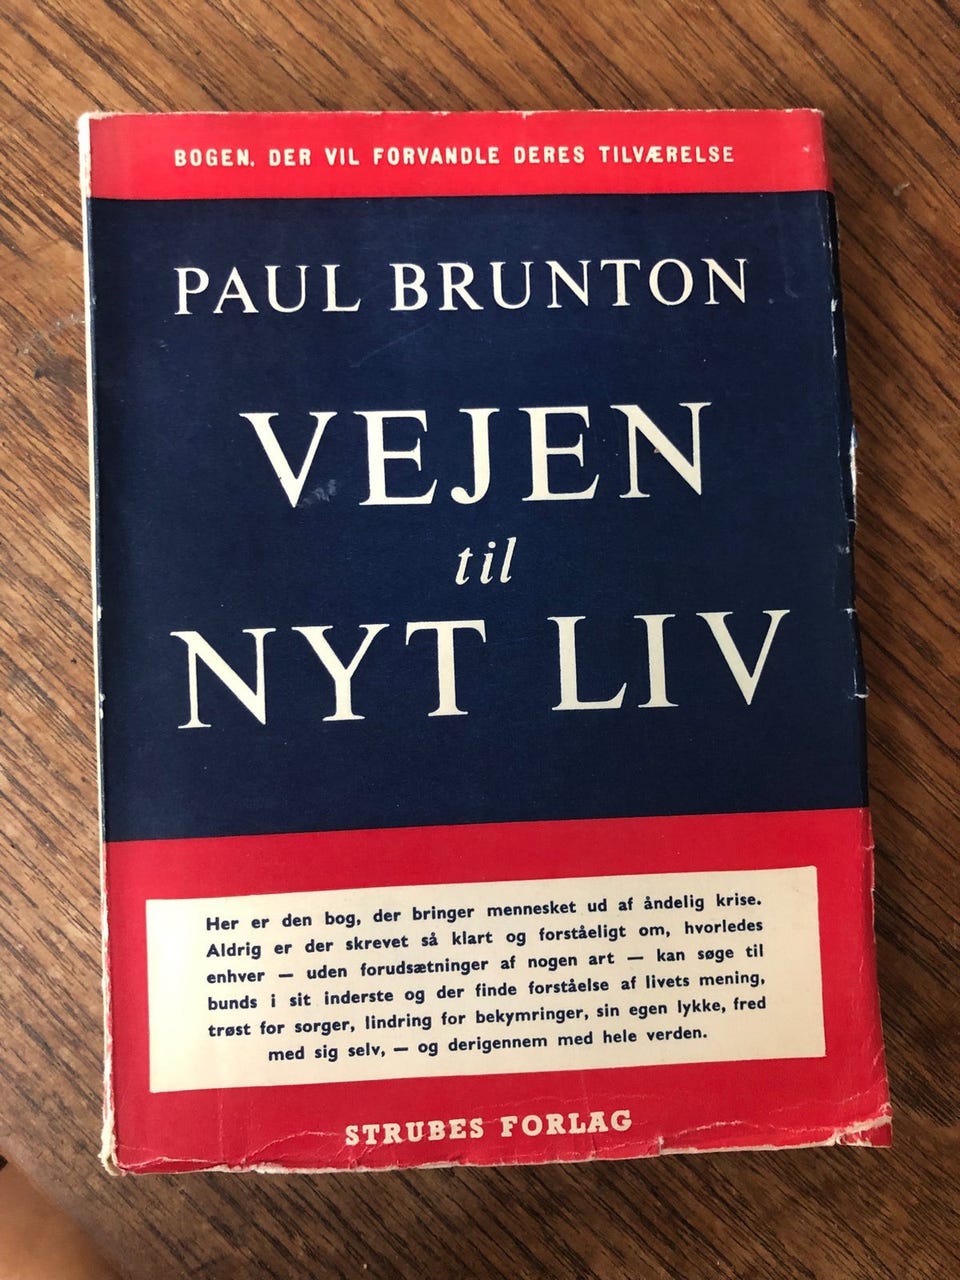 BOGEN, DER VIL FORVANDLE DERES TILVÆRELSE
PAUL BRUNTON
VEJEN
til
NYT LIV
Her er den bog, der bringer mennesket ud af åndelig krise.
Aldrig er der skrevet så klart og forståeligt om, hvorledes
enhver — uden forudsætninger af nogen art — kan søge til
bunds i sit inderste og der finde forståelse af livets mening,
trøst for sorger, lindring for bekymringer, sin egen lykke, fred
med sig selv, — og derigennem med hele verden.
STRUBES FORLAG